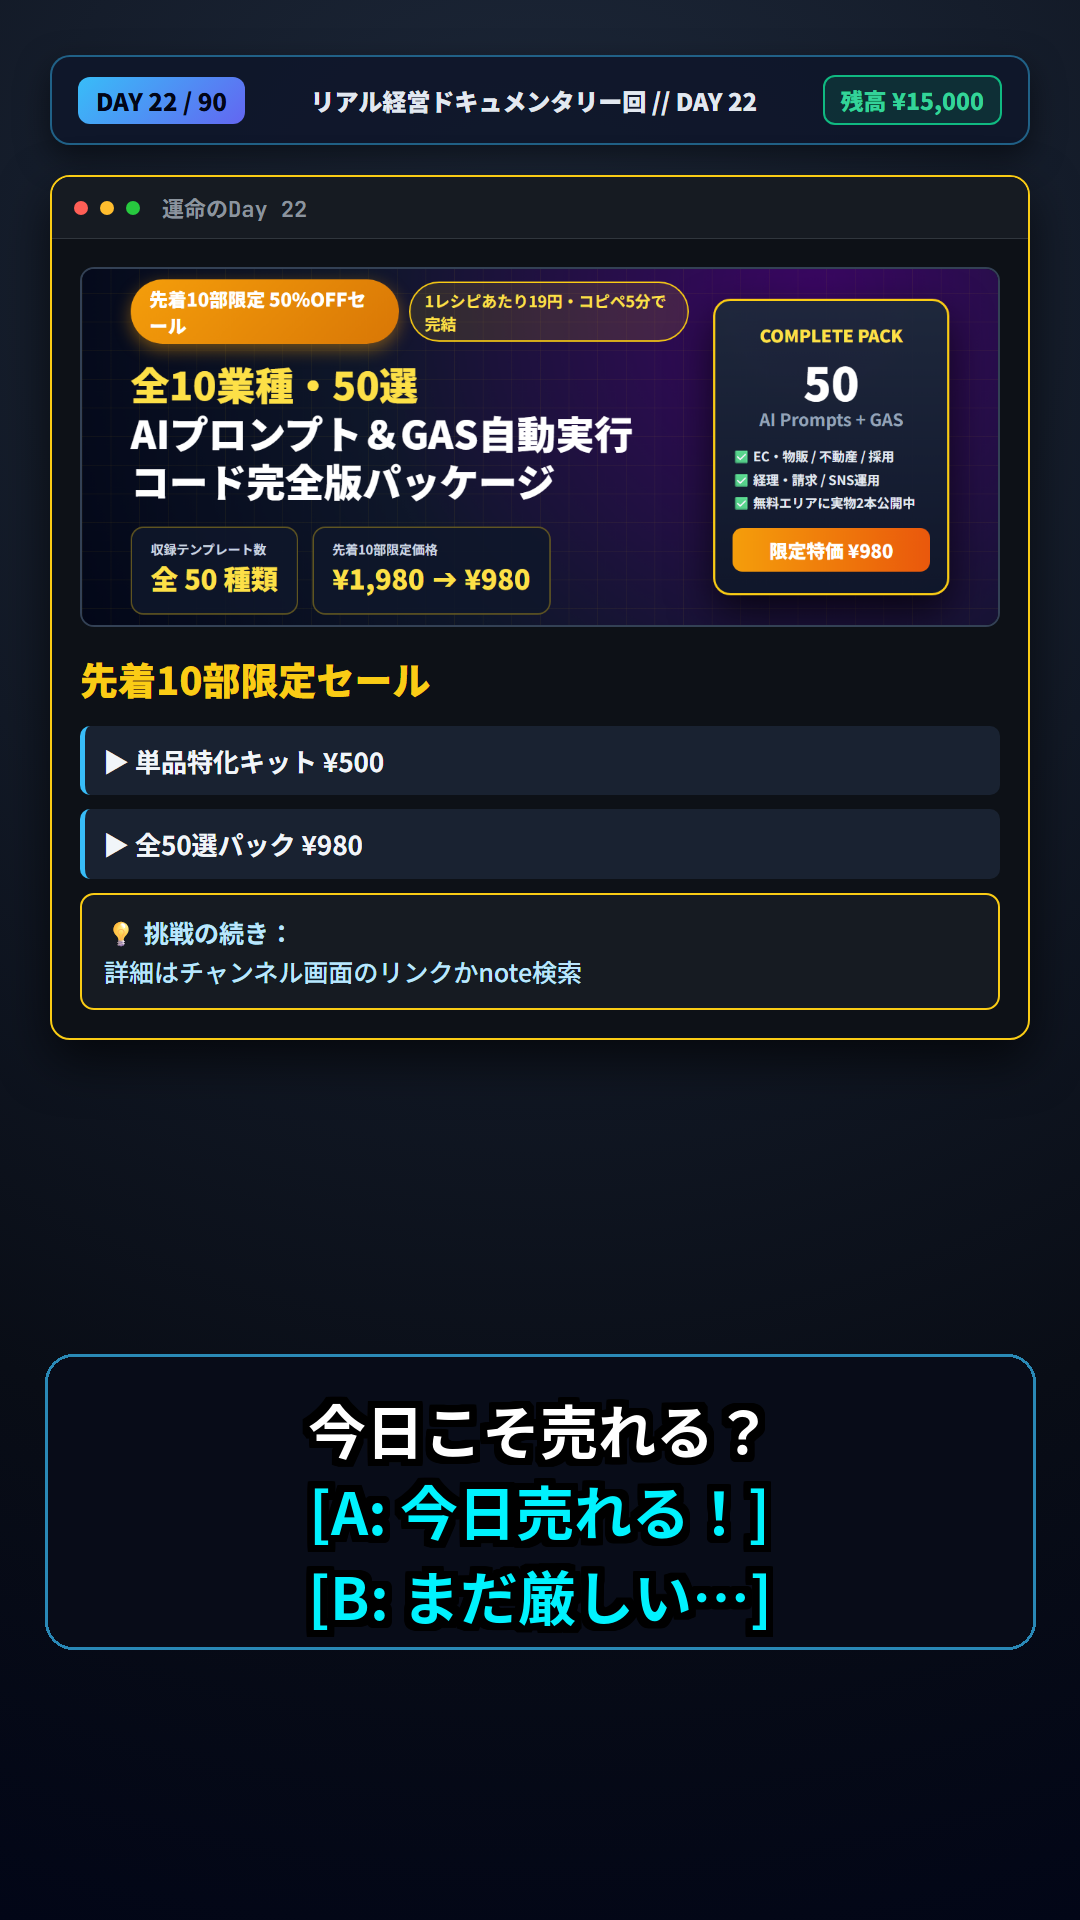 DAY 22 / 90
リアル経営ドキュメンタリー回 // DAY 22
残高 ¥15,000
運命のDay 22
先着10部限定 50%OFFセ
ール
1レシピあたり19円・コピペ5分で
完結
全10業種・50選
AIプロンプト＆GAS自動実行
コード完全版パッケージ
収録テンプレート数
全 50 種類
先着10部限定価格
¥1,980 → ¥980
COMPLETE PACK
50
AI Prompts + GAS
✅ EC・物販 / 不動産 / 採用
✅ 経理・請求 / SNS運用
✅ 無料エリアに実物2本公開中
限定特価 ¥980
先着10部限定セール
▶ 単品特化キット ¥500
▶ 全50選パック ¥980
💡 挑戦の続き：
詳細はチャンネル画面のリンクかnote検索
今日こそ売れる？
[A: 今日売れる！]
[B: まだ厳しい…]